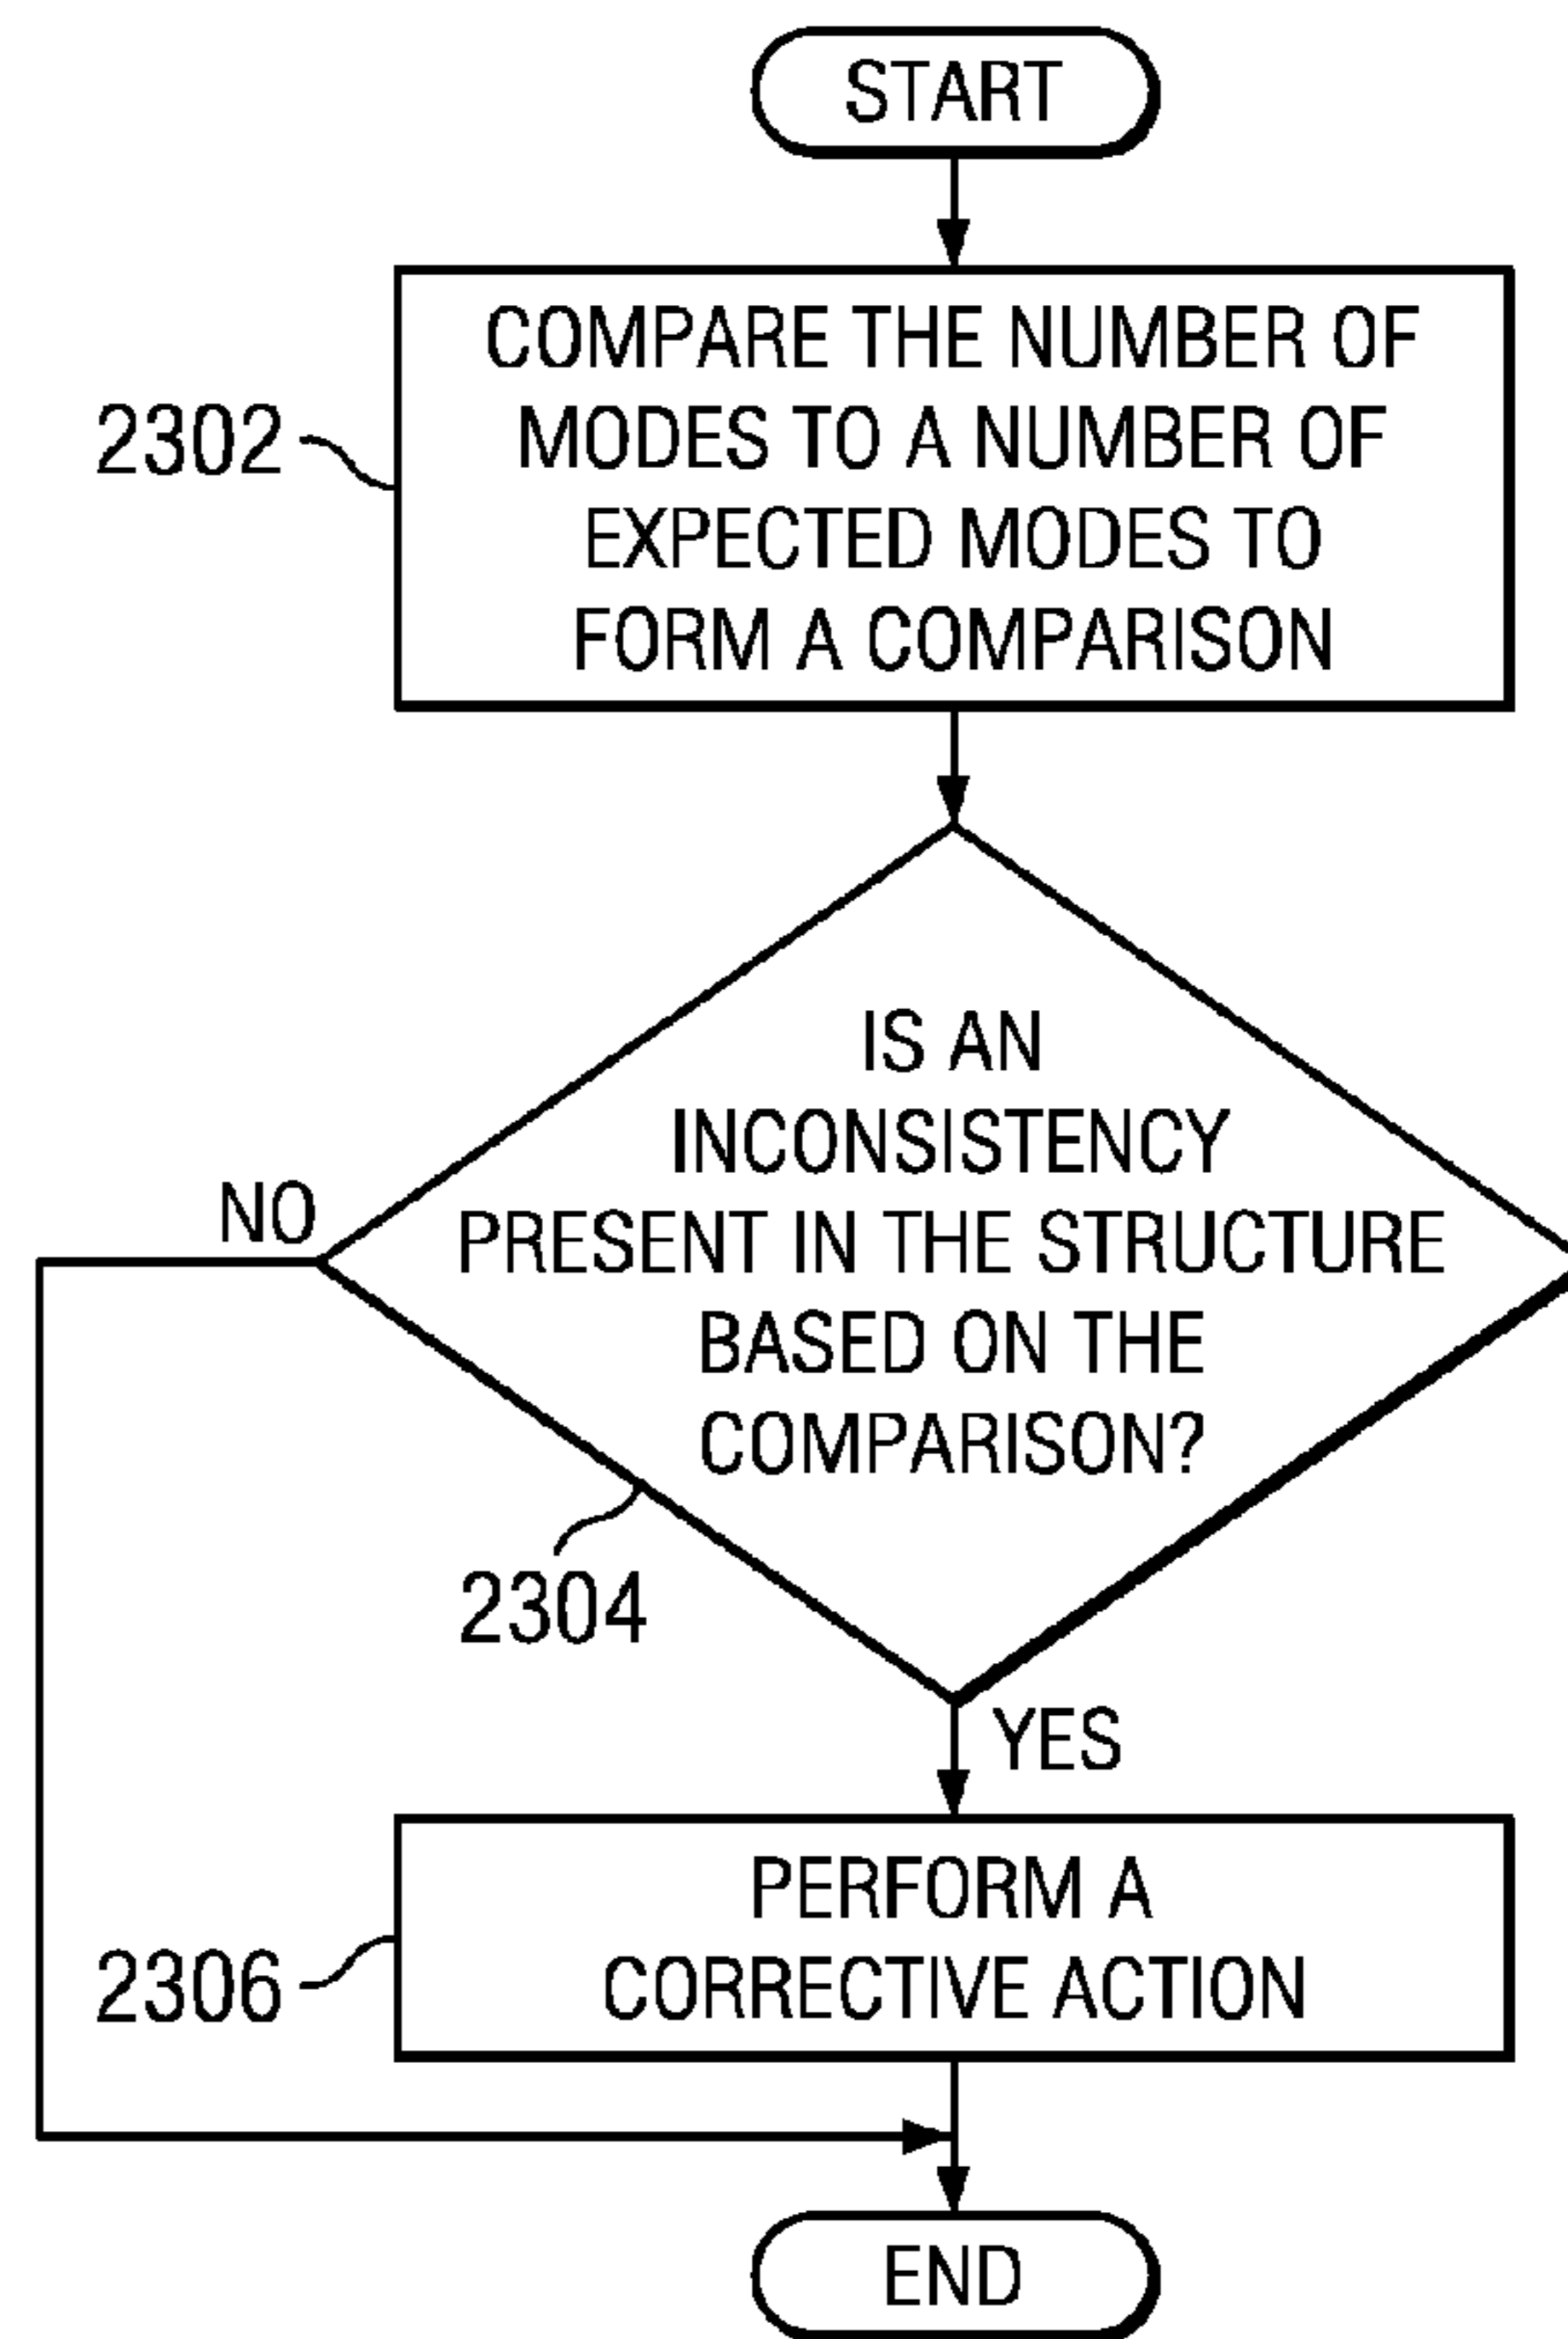 START
COMPARE THE NUMBER OF
MODES TO A NUMBER OF
EXPECTED MODES TO
FORM A COMPARISON
2302
IS AN
INCONSISTENCY
PRESENT IN THE STRUCTURE
BASED ON THE
COMPARISON?
NO
2304
YES
PERFORM A
CORRECTIVE ACTION
2306
END